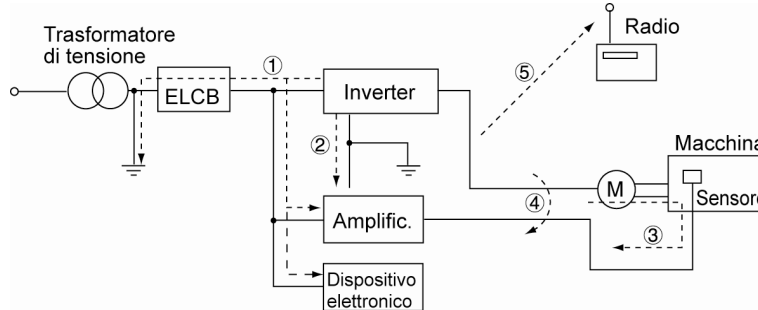 Trasformatore
di tensione
ELCB
①
Inverter
②
Amplific.
Dispositivo
elettronico
⑤
Radio
④
M
Macchina
Sensore
③